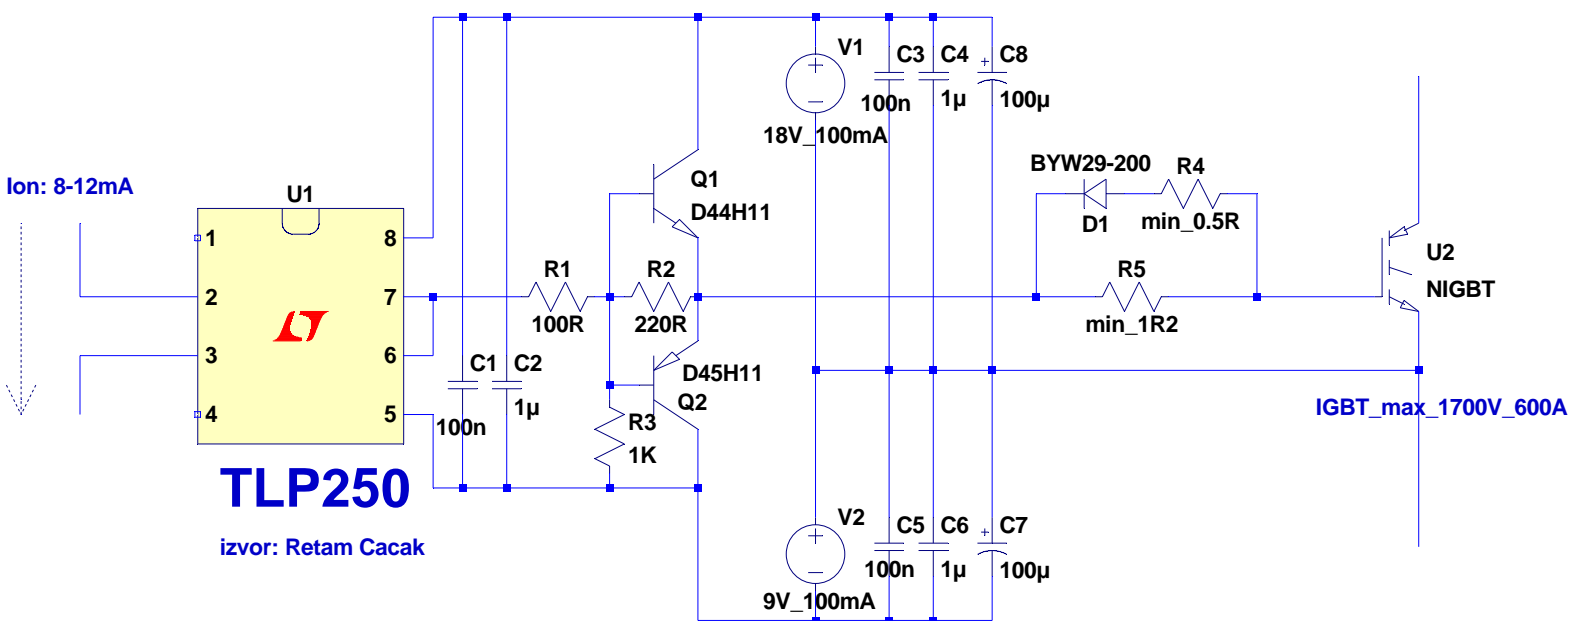 V1
C3
C4
C8
+
+
100n
1µ
100µ
18V_100mA
BYW29-200
R4
Ion: 8-12mA
U1
Q1
D44H11
D1
min_0.5R
1
8
U2
NIGBT
2
7
R1
R2
R5
100R
220R
min_1R2
3
6
C1
C2
D45H11
Q2
4
5
100n
1µ
R3
1K
IGBT_max_1700V_600A
TLP250
izvor: Retam Cacak
V2
C5
C6
C7
+
+
100n
1µ
100µ
9V_100mA